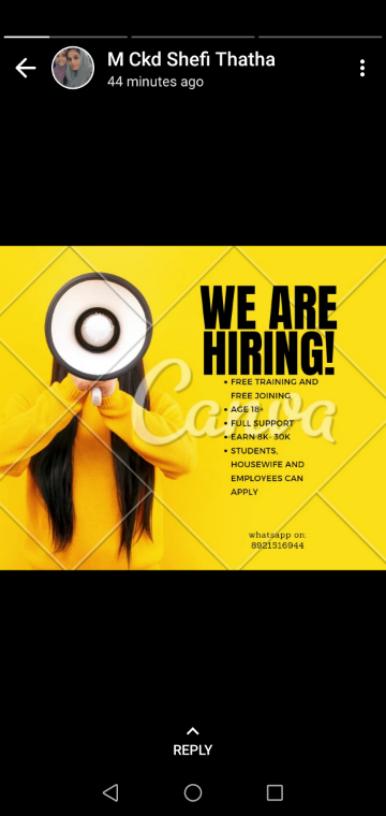 M Ckd Shefi Thatha
44 minutes ago
WE ARE
HIRING!
• FREE TRAINING AND
FREE JOINING
• AGE 18+
• FULL SUPPORT
• EARN 8K- 30K
• STUDENTS,
HOUSEWIFE AND
EMPLOYEES CAN
APPLY
Canva
whatsapp on:
8921516944
REPLY